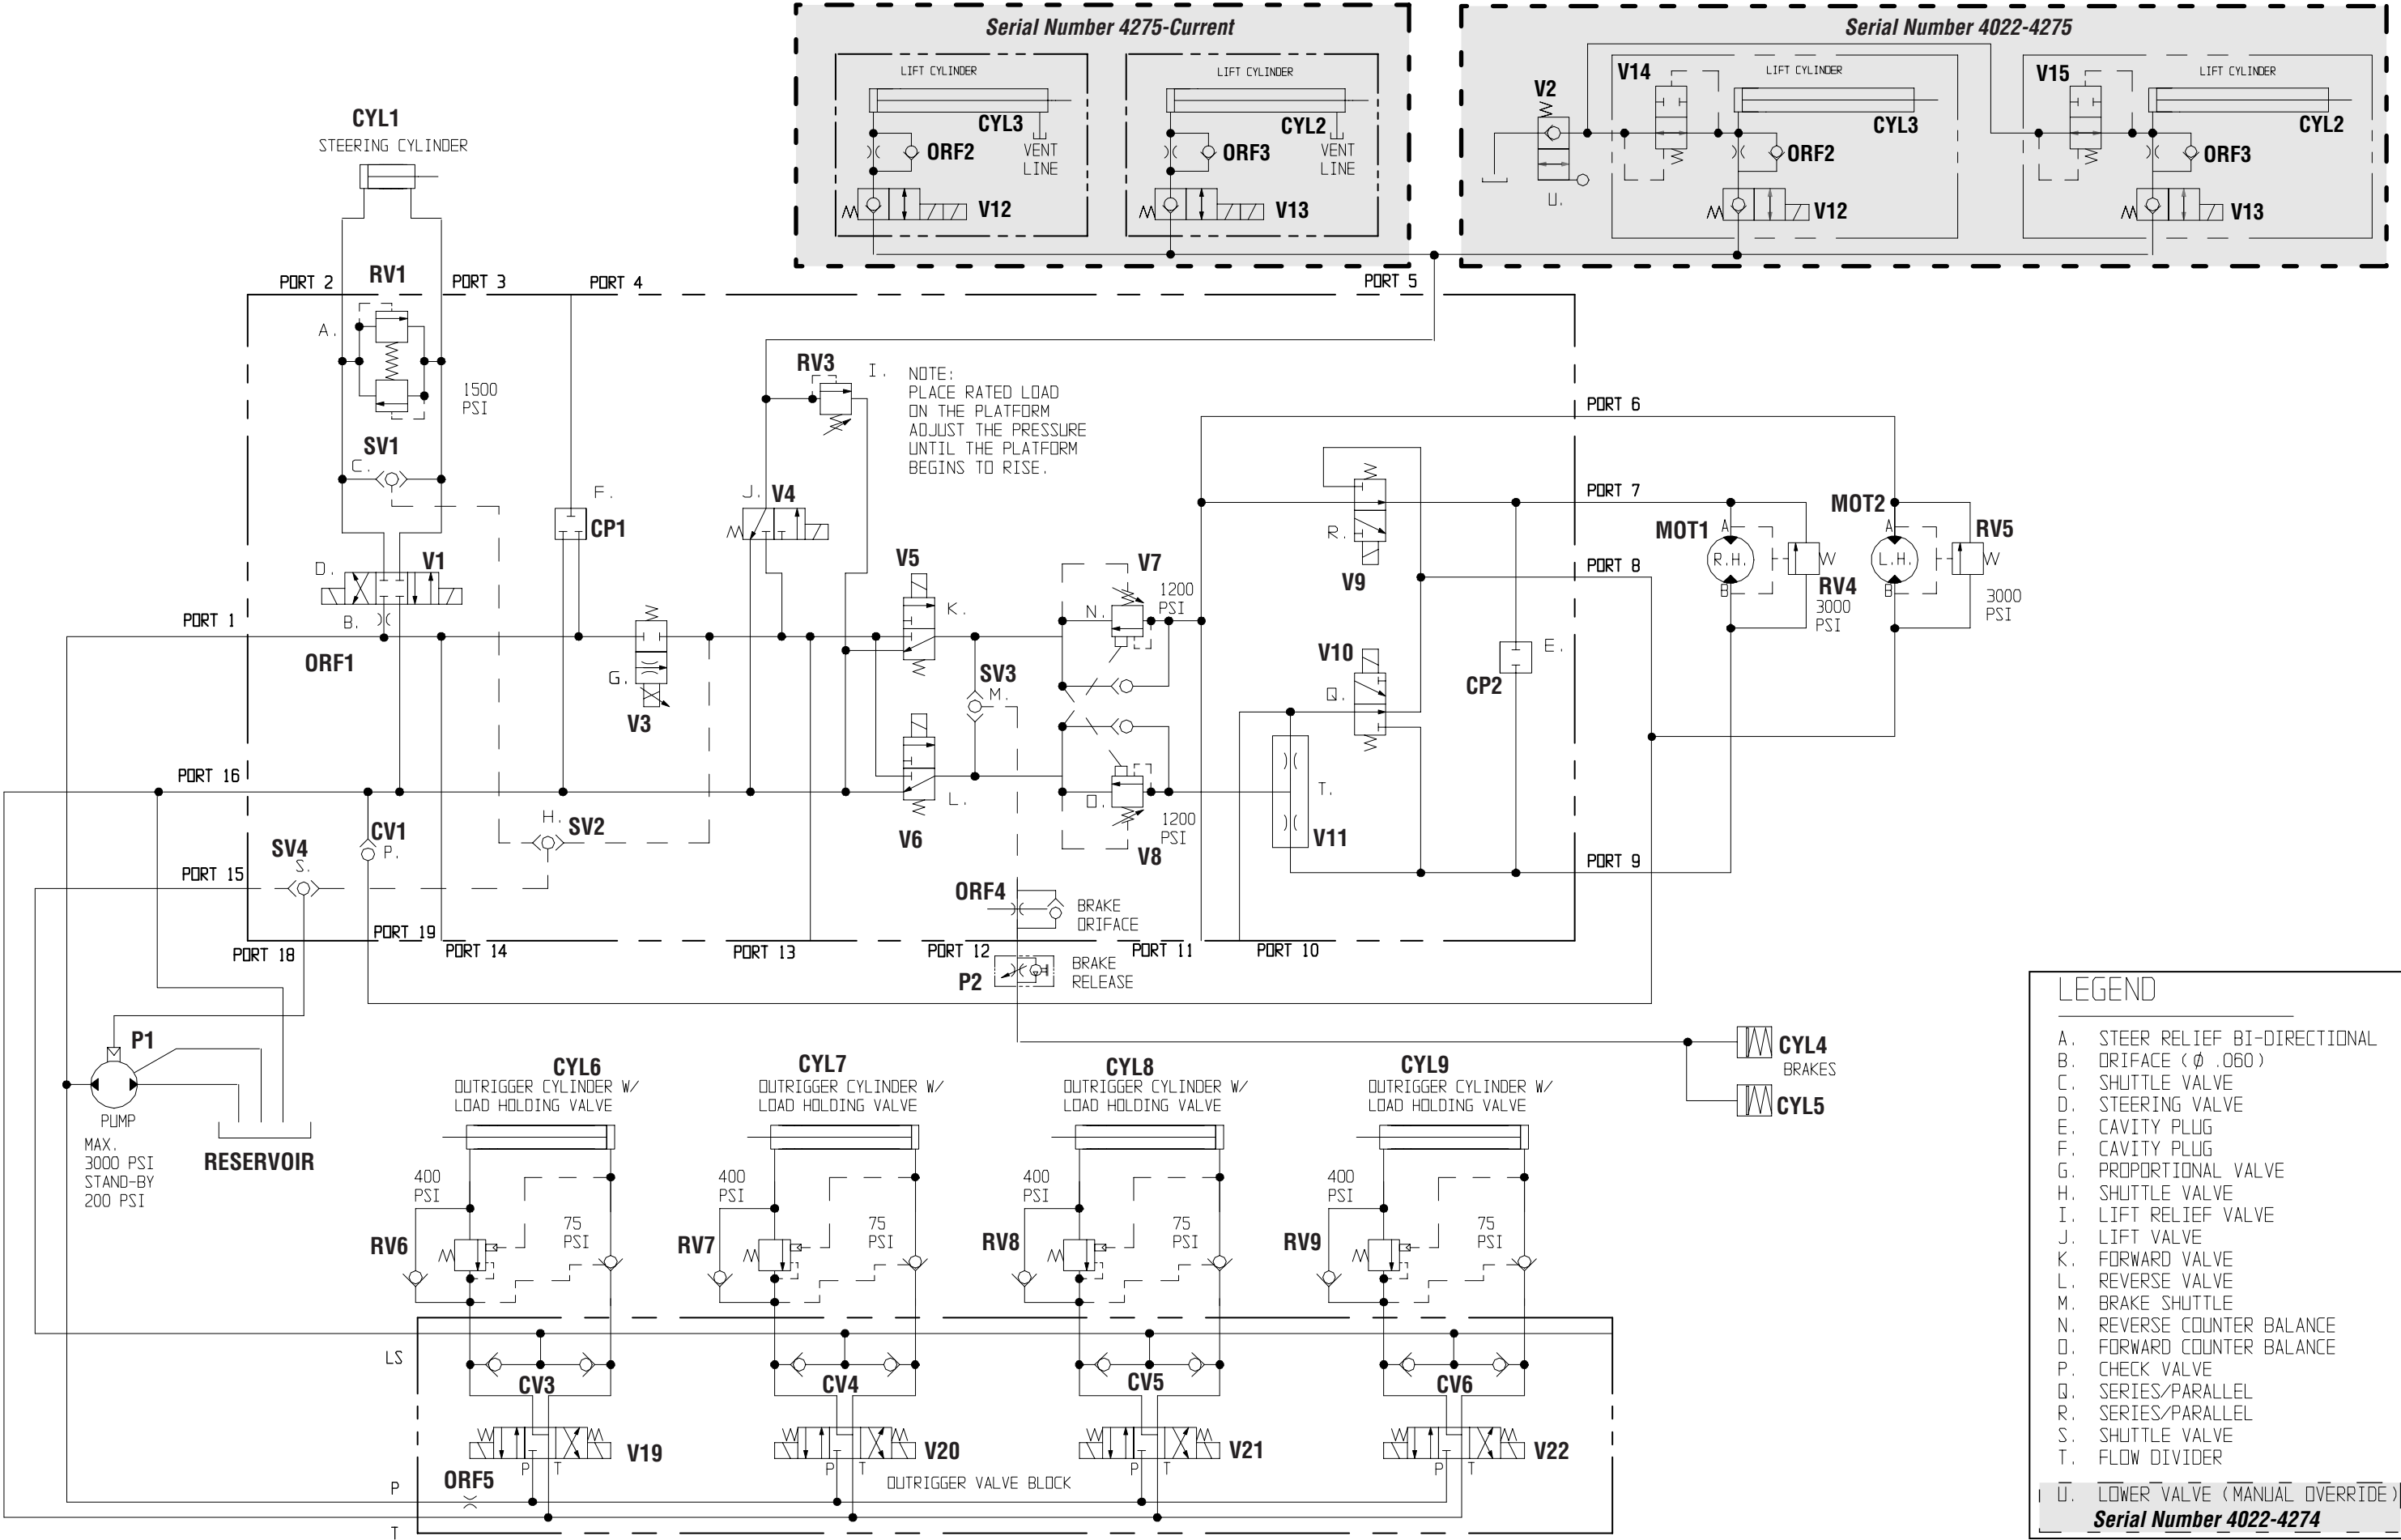 Serial Number 4275-Current
LIFT CYLINDER
CYL3
ORF2
VENT
LINE
V12
LIFT CYLINDER
CYL2
ORF3
VENT
LINE
V13
Serial Number 4022-4275
V2
U.
V14
LIFT CYLINDER
CYL3
ORF2
V12
V15
LIFT CYLINDER
CYL2
ORF3
V13
CYL1
STEERING CYLINDER
PORT 2
RV1
PORT 3
PORT 4
PORT 5
A.
1500
PSI
SV1
C.
RV3
I.
NOTE:
PLACE RATED LOAD
ON THE PLATFORM
ADJUST THE PRESSURE
UNTIL THE PLATFORM
BEGINS TO RISE.
PORT 6
F.
CP1
J.
V4
R.
V9
PORT 7
MOT1
A
R.H.
B
RV4
3000
PSI
MOT2
A
L.H.
B
RV5
3000
PSI
D.
V1
B.
PORT 1
ORF1
V5
K.
V7
1200
PSI
N.
PORT 8
G.
V3
SV3
M.
V10
Q.
E.
CP2
PORT 16
L.
V6
O.
1200
PSI
V8
T.
V11
SV4
S.
CV1
P.
H.
SV2
PORT 15
PORT 9
ORF4
BRAKE
ORIFACE
PORT 19
PORT 18
PORT 14
PORT 13
PORT 12
PORT 11
PORT 10
P2
BRAKE
RELEASE
P1
PUMP
MAX.
3000 PSI
STAND-BY
200 PSI
RESERVOIR
CYL4
BRAKES
CYL5
CYL6
OUTRIGGER CYLINDER W/
LOAD HOLDING VALVE
CYL7
OUTRIGGER CYLINDER W/
LOAD HOLDING VALVE
CYL8
OUTRIGGER CYLINDER W/
LOAD HOLDING VALVE
CYL9
OUTRIGGER CYLINDER W/
LOAD HOLDING VALVE
400
PSI
75
PSI
RV6
400
PSI
75
PSI
RV7
400
PSI
75
PSI
RV8
400
PSI
75
PSI
RV9
LS
CV3
CV4
CV5
CV6
V19
P T
V20
P T
V21
P T
V22
P T
ORF5
OUTRIGGER VALVE BLOCK
P
T
LEGEND
A. STEER RELIEF BI-DIRECTIONAL
B. ORIFACE (Ø .060)
C. SHUTTLE VALVE
D. STEERING VALVE
E. CAVITY PLUG
F. CAVITY PLUG
G. PROPORTIONAL VALVE
H. SHUTTLE VALVE
I. LIFT RELIEF VALVE
J. LIFT VALVE
K. FORWARD VALVE
L. REVERSE VALVE
M. BRAKE SHUTTLE
N. REVERSE COUNTER BALANCE
O. FORWARD COUNTER BALANCE
P. CHECK VALVE
Q. SERIES/PARALLEL
R. SERIES/PARALLEL
S. SHUTTLE VALVE
T. FLOW DIVIDER
U. LOWER VALVE (MANUAL OVERRIDE)
Serial Number 4022-4274